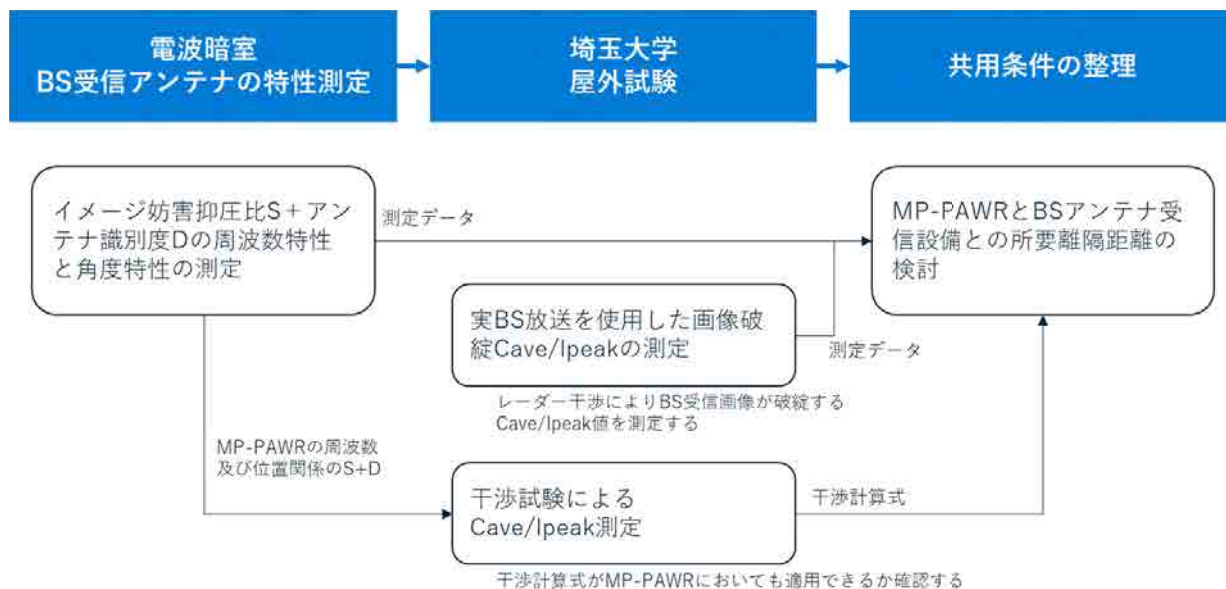 電波暗室
BS受信アンテナの特性測定
埼玉大学
屋外試験
共用条件の整理
イメージ妨害抑圧比S＋アン
テナ識別度Dの周波数特性
と角度特性の測定
測定データ
MP-PAWRとBSアンテナ受
信設備との所要離隔距離の
検討
実BS放送を使用した画像破
綻Cave/Ipeakの測定
測定データ
レーダー干渉によりBS受信画像が破綻する
Cave/Ipeak値を測定する
MP-PAWRの周波数
及び位置関係のS+D
干渉試験による
Cave/Ipeak測定
干渉計算式
干渉計算式がMP-PAWRにおいても適用できるか確認する